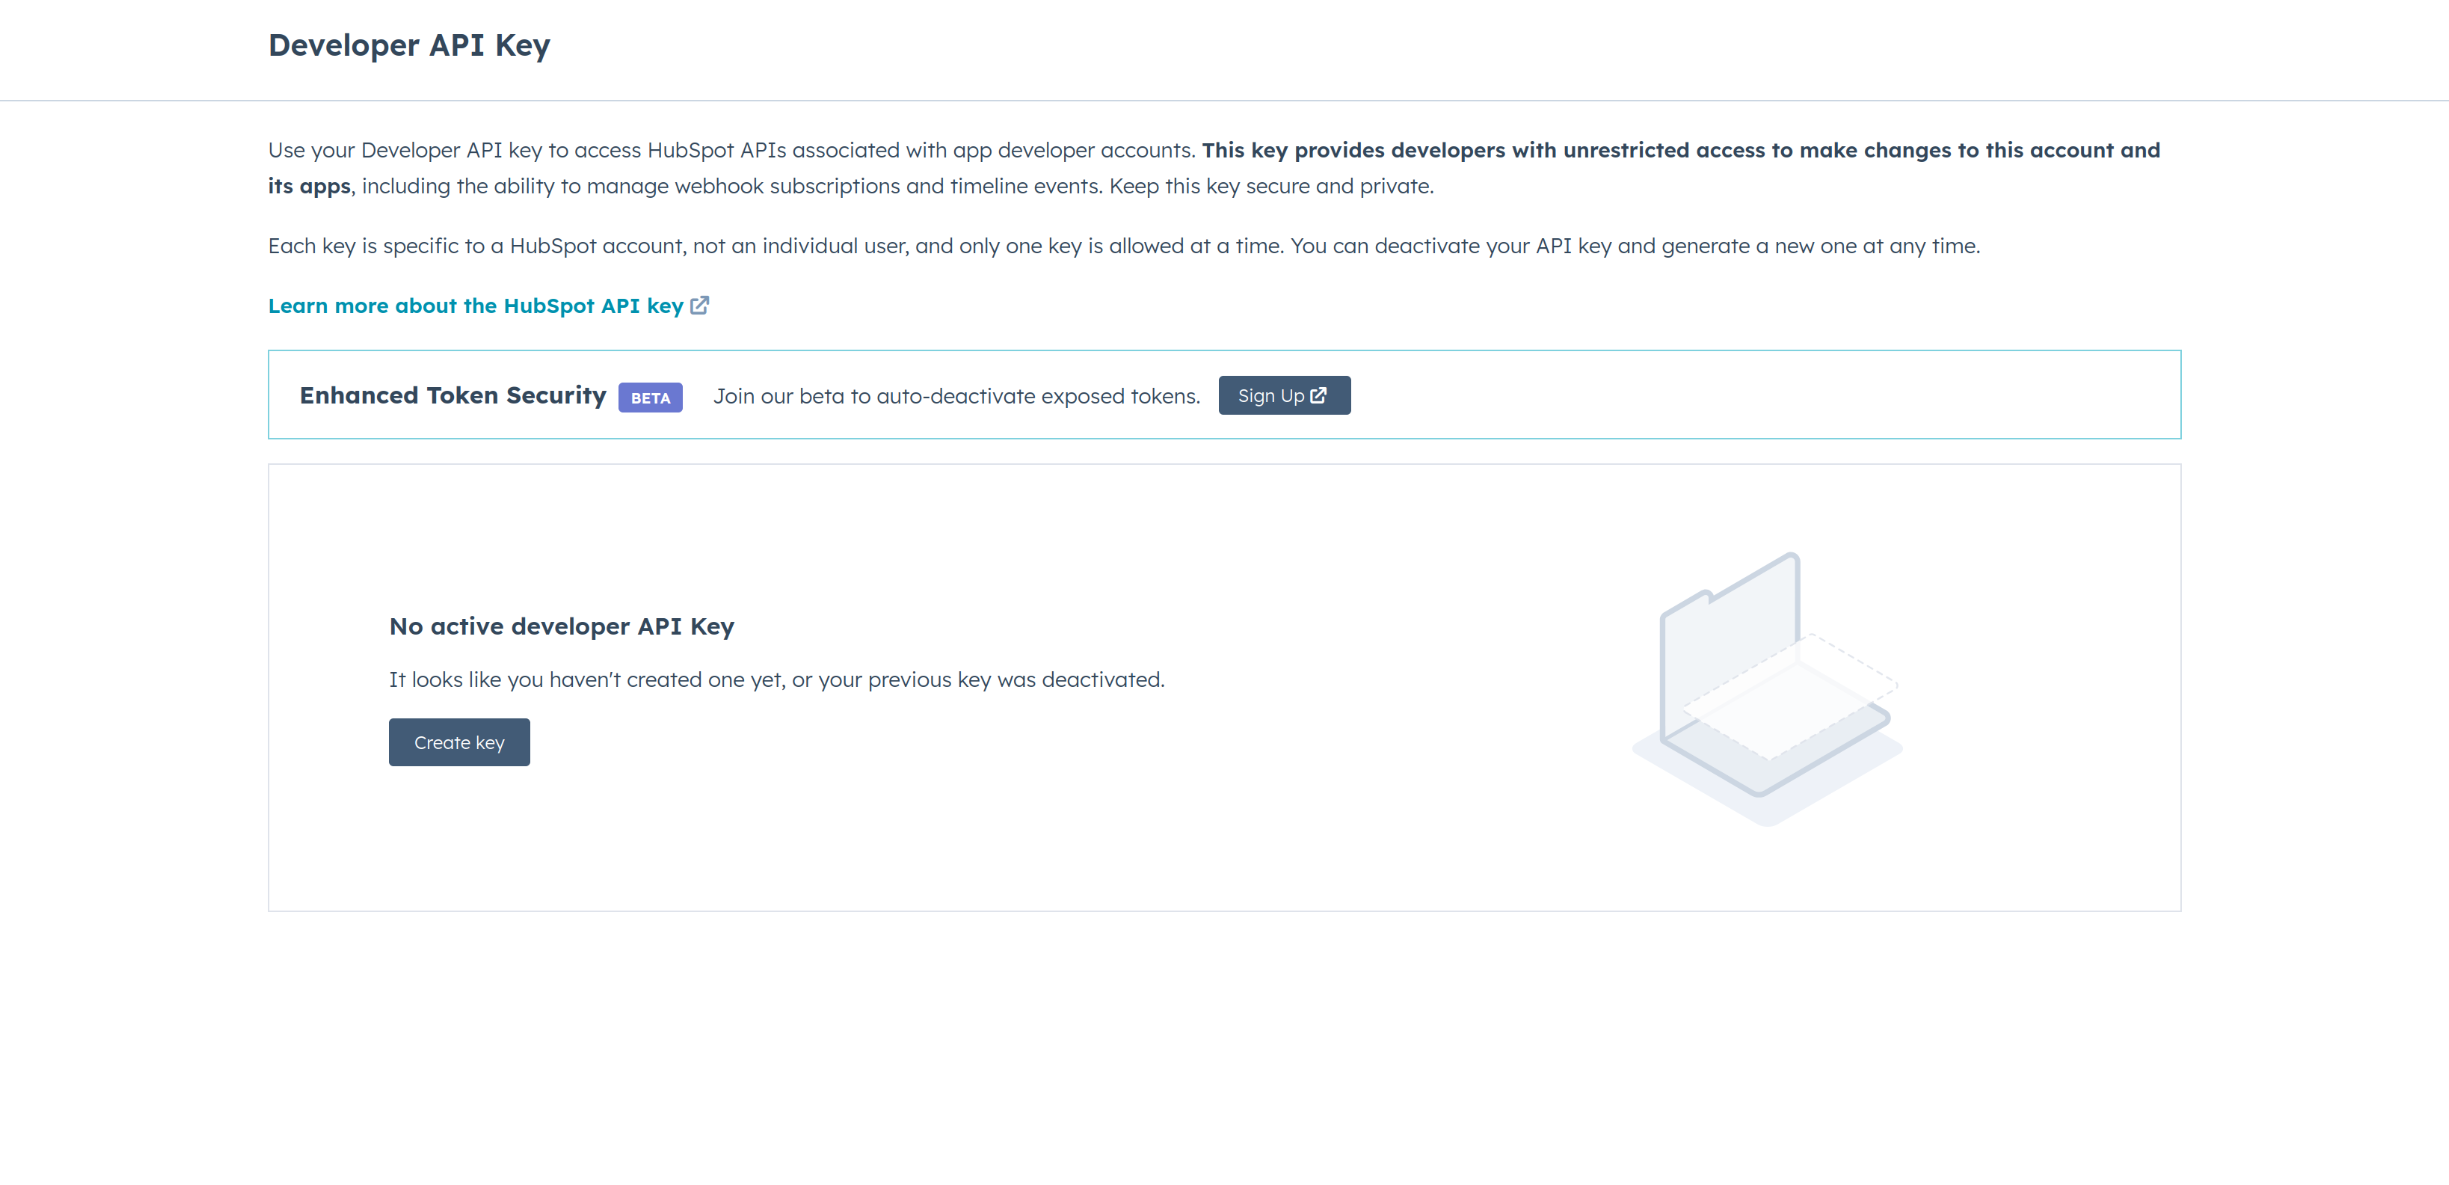 Developer API Key
Use your Developer API key to access HubSpot APIs associated with app developer accounts. This key provides developers with unrestricted access to make changes to this account and
its apps, including the ability to manage webhook subscriptions and timeline events. Keep this key secure and private.
Each key is specific to a HubSpot account, not an individual user, and only one key is allowed at a time. You can deactivate your API key and generate a new one at any time.
Learn more about the HubSpot API key
Enhanced Token Security BETA Join our beta to auto-deactivate exposed tokens. Sign Up
No active developer API Key
It looks like you haven't created one yet, or your previous key was deactivated.
Create key